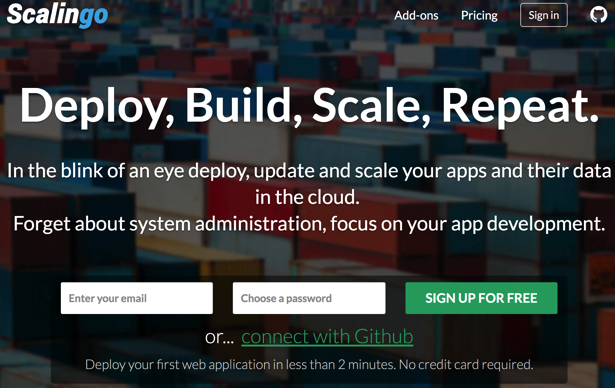 Scalingo
Add-ons
Pricing
Sign in
Deploy, Build, Scale, Repeat.
In the blink of an eye deploy, update and scale your apps and their data
in the cloud.
Forget about system administration, focus on your app development.
Enter your email
Choose a password
SIGN UP FOR FREE
or... connect with Github
Deploy your first web application in less than 2 minutes. No credit card required.